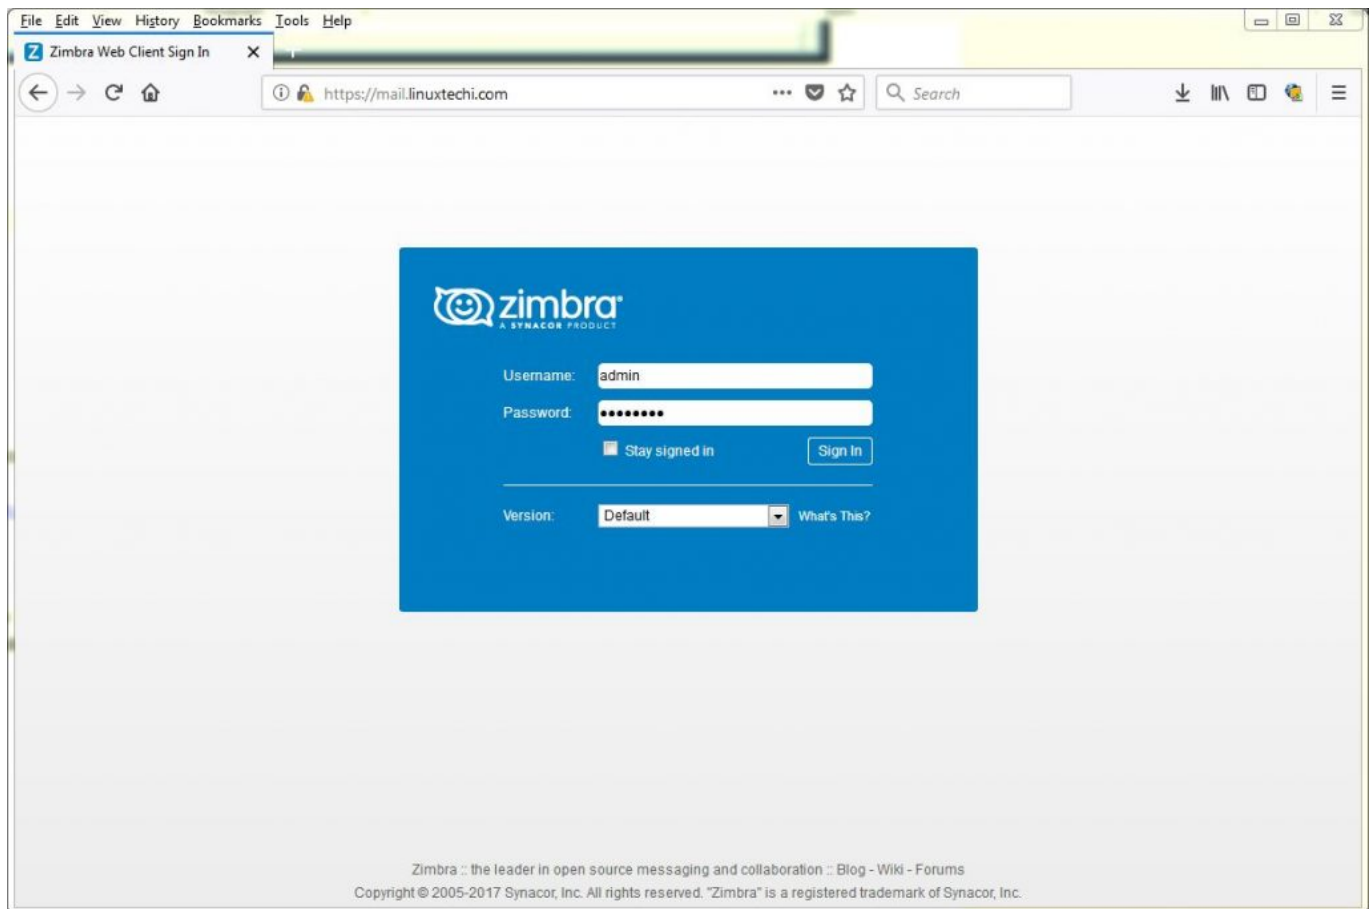 File Edit View History Bookmarks Tools Help
Zimbra Web Client Sign In
https://mail.linuxtechi.com
Search
zimbra®
A SYNACOR PRODUCT
Username: admin
Password: ••••••••
Stay signed in Sign In
Version: Default What's This?
Zimbra :: the leader in open source messaging and collaboration :: Blog - Wiki - Forums
Copyright © 2005-2017 Synacor, Inc. All rights reserved. "Zimbra" is a registered trademark of Synacor, Inc.